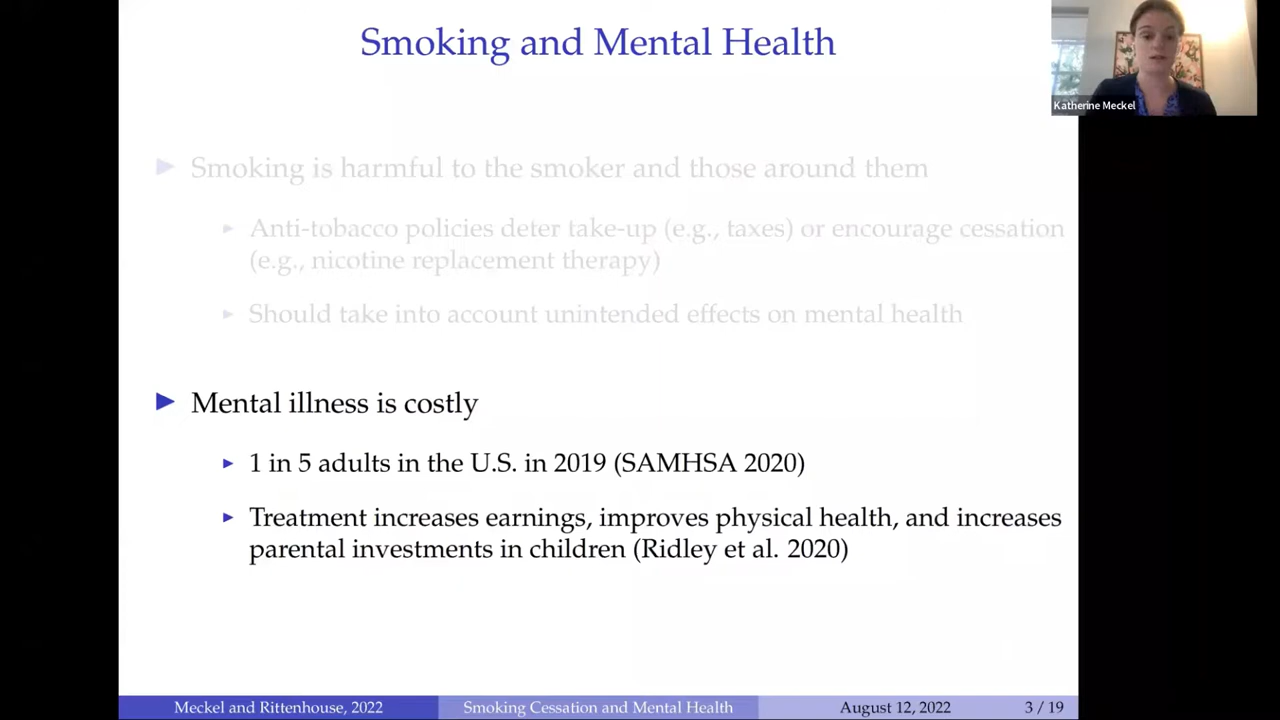 Smoking and Mental Health
Katherine Meckel
Smoking is harmful to the smoker and those around them
Anti-tobacco policies deter take-up (e.g., taxes) or encourage cessation
(e.g., nicotine replacement therapy)
Should take into account unintended effects on mental health
Mental illness is costly
1 in 5 adults in the U.S. in 2019 (SAMHSA 2020)
Treatment increases earnings, improves physical health, and increases
parental investments in children (Ridley et al. 2020)
Meckel and Rittenhouse, 2022
Smoking Cessation and Mental Health
August 12, 2022
3 / 19